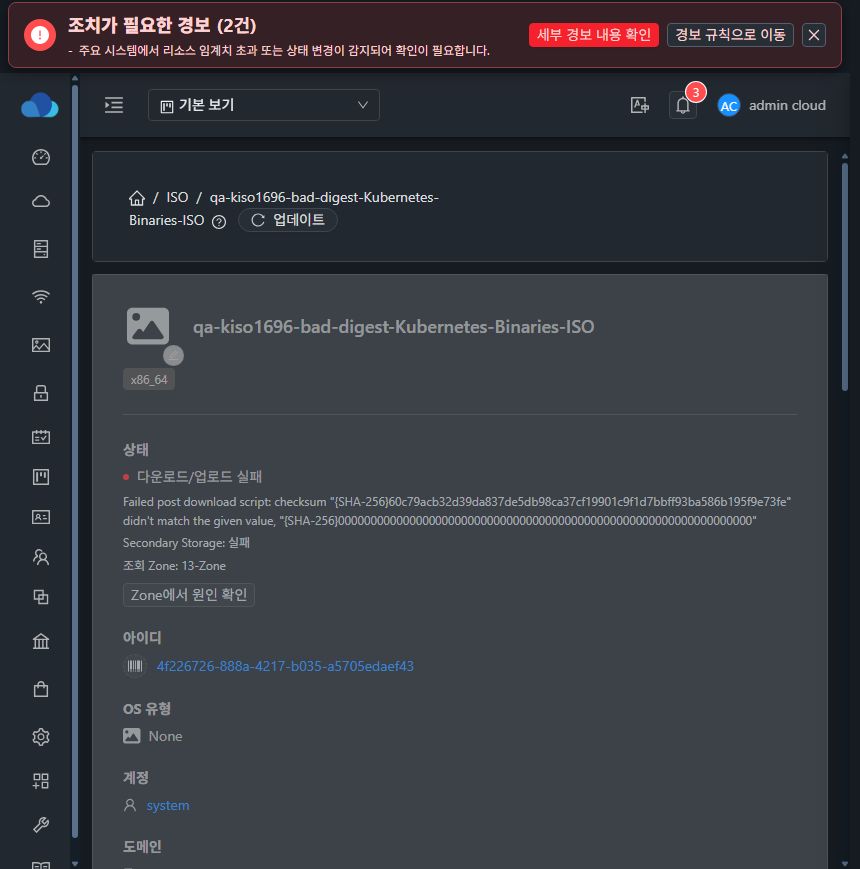 조치가 필요한 경보 (2건)
- 주요 시스템에서 리소스 임계치 초과 또는 상태 변경이 감지되어 확인이 필요합니다.
세부 경보 내용 확인
경보 규칙으로 이동
기본 보기
3
AC
admin cloud
/ ISO / qa-kiso1696-bad-digest-Kubernetes-
Binaries-ISO
업데이트
qa-kiso1696-bad-digest-Kubernetes-Binaries-ISO
x86_64
상태
다운로드/업로드 실패
Failed post download script: checksum "{SHA-256}60c79acb32d39da837de5db98ca37cf19901c9f1d7bbff93ba586b195f9e73fe"
didn't match the given value, "{SHA-256}0000000000000000000000000000000000000000000000000000000000000000"
Secondary Storage: 실패
조회 Zone: 13-Zone
Zone에서 원인 확인
아이디
4f226726-888a-4217-b035-a5705edaef43
OS 유형
None
계정
system
도메인